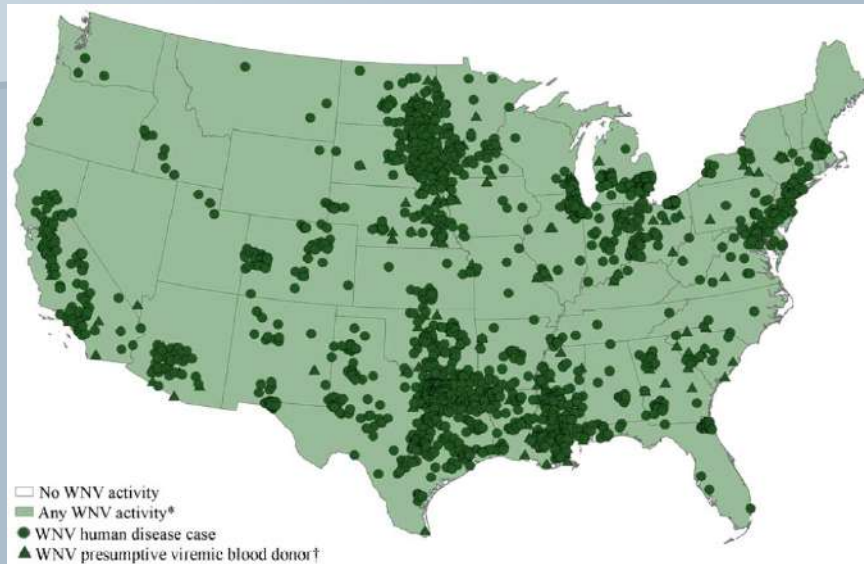 No WNV activity
Any WNV activity*
WNV human disease case
WNV presumptive viremic blood donor†